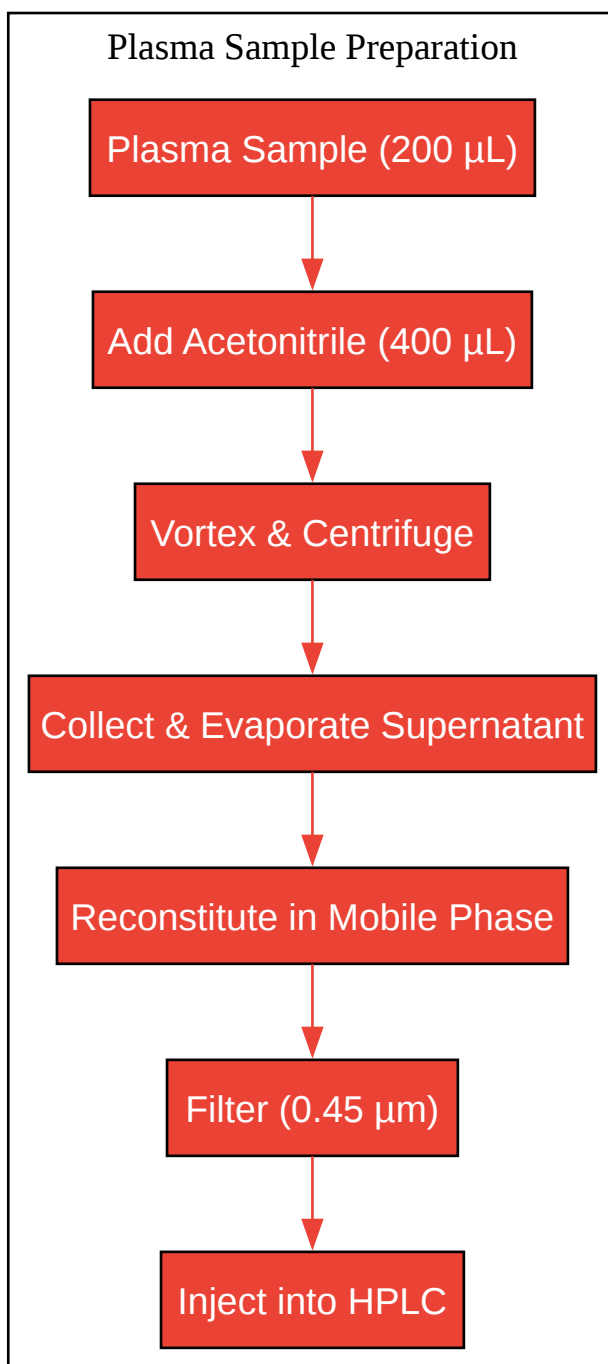 Plasma Sample Preparation
Plasma Sample (200 µL)
Add Acetonitrile (400 µL)
Vortex & Centrifuge
Collect & Evaporate Supernatant
Reconstitute in Mobile Phase
Filter (0.45 µm)
Inject into HPLC